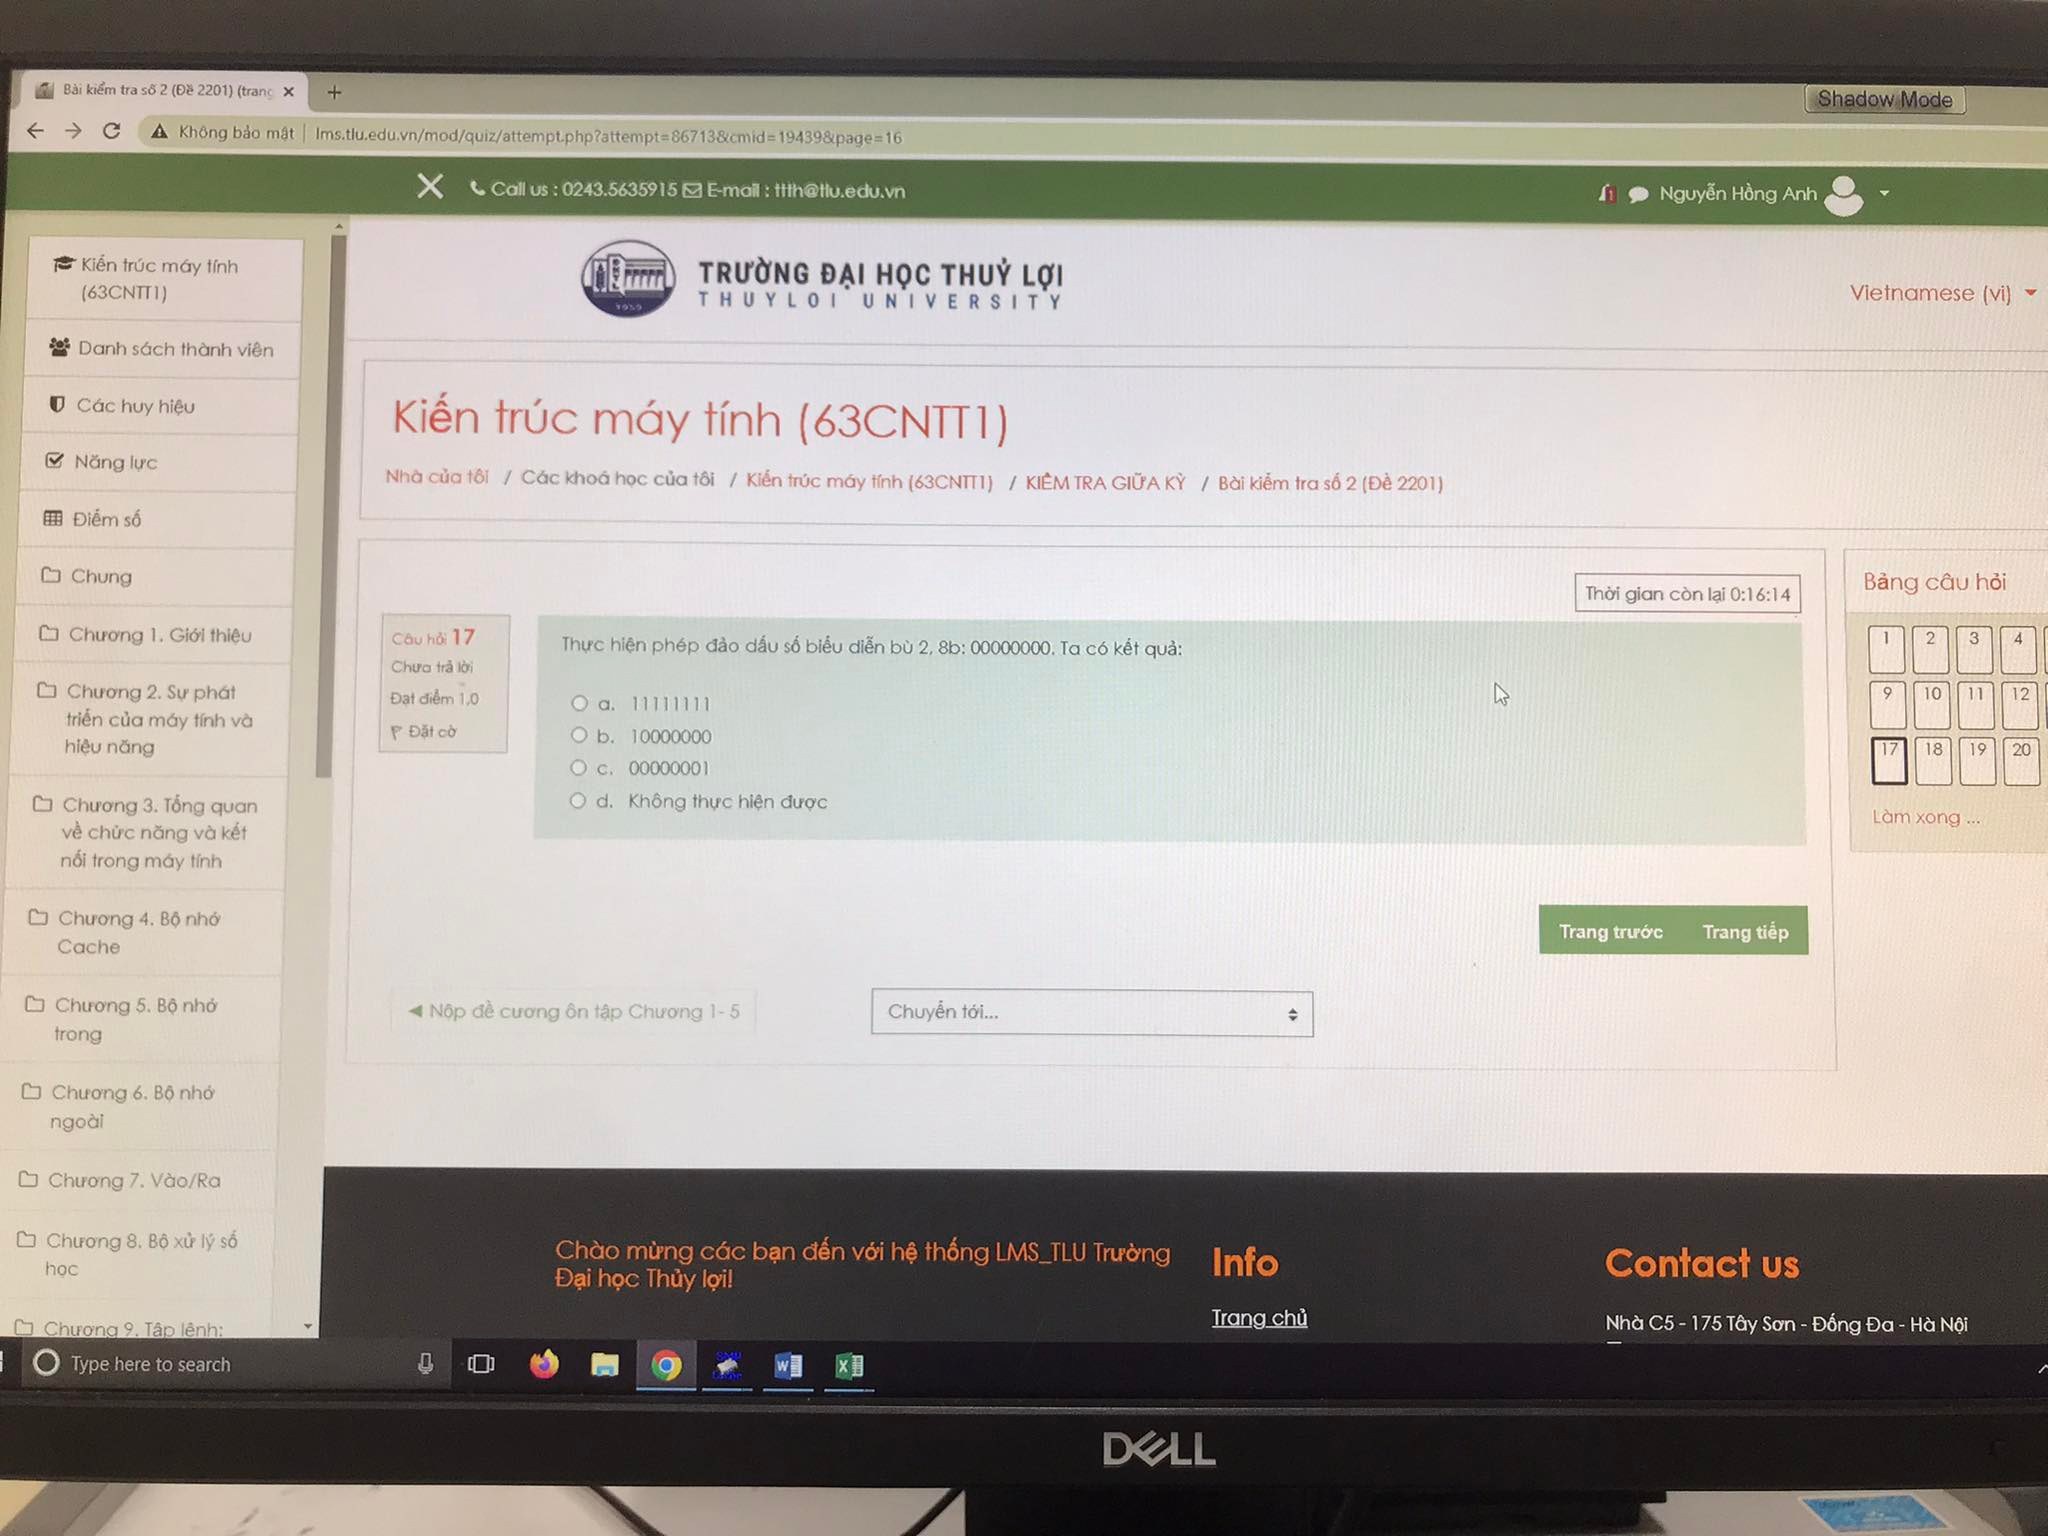 Bài kiểm tra số 2 (Đề 2201) (trang
Shadow Mode
Không bảo mật | lms.tlu.edu.vn/mod/quiz/attempt.php?attempt=86713&cmid=19439&page=16
Call us : 0243.5635915 E-mail : ttth@tlu.edu.vn
1 Nguyễn Hồng Anh
Kiến trúc máy tính
(63CNTT1)
Danh sách thành viên
Các huy hiệu
Năng lực
Điểm số
Chung
Chương 1. Giới thiệu
Chương 2. Sự phát
triển của máy tính và
hiệu năng
Chương 3. Tổng quan
về chức năng và kết
nối trong máy tính
Chương 4. Bộ nhớ
Cache
Chương 5. Bộ nhớ
trong
Chương 6. Bộ nhớ
ngoài
Chương 7. Vào/Ra
Chương 8. Bộ xử lý số
học
Chương 9. Tập lệnh:
1959
TRƯỜNG ĐẠI HỌC THUỶ LỢI
THUYLOI UNIVERSITY
Vietnamese (vi)
Kiến trúc máy tính (63CNTT1)
Nhà của tôi / Các khoá học của tôi / Kiến trúc máy tính (63CNTT1) / KIỂM TRA GIỮA KỲ / Bài kiểm tra số 2 (Đề 2201)
Thời gian còn lại 0:16:14
Câu hỏi 17
Chưa trả lời
Đạt điểm 1,0
Đặt cờ
Thực hiện phép đảo dấu số biểu diễn bù 2, 8b: 00000000. Ta có kết quả:
a. 11111111
b. 10000000
c. 00000001
d. Không thực hiện được
Trang trước Trang tiếp
◄ Nộp đề cương ôn tập Chương 1- 5
Chuyển tới...
Bảng câu hỏi
1 2 3 4
9 10 11 12
17 18 19 20
Làm xong ...
Chào mừng các bạn đến với hệ thống LMS_TLU Trường
Đại học Thủy lợi!
Info
Trang chủ
Contact us
Nhà C5 - 175 Tây Sơn - Đống Đa - Hà Nội
Type here to search
DELL